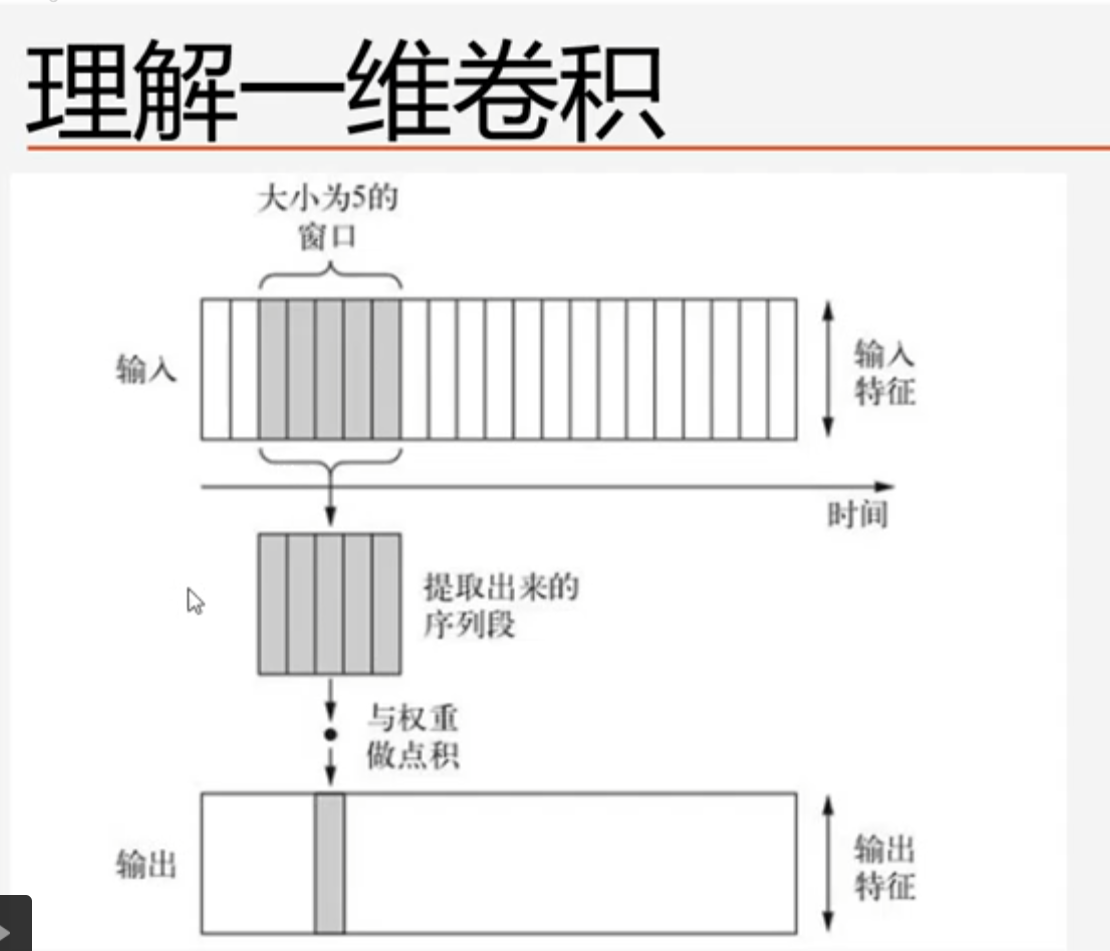 理解一维卷积
大小为5的
窗口
输入
输入
特征
时间
提取出来的
序列段
与权重
做点积
输出
输出
特征